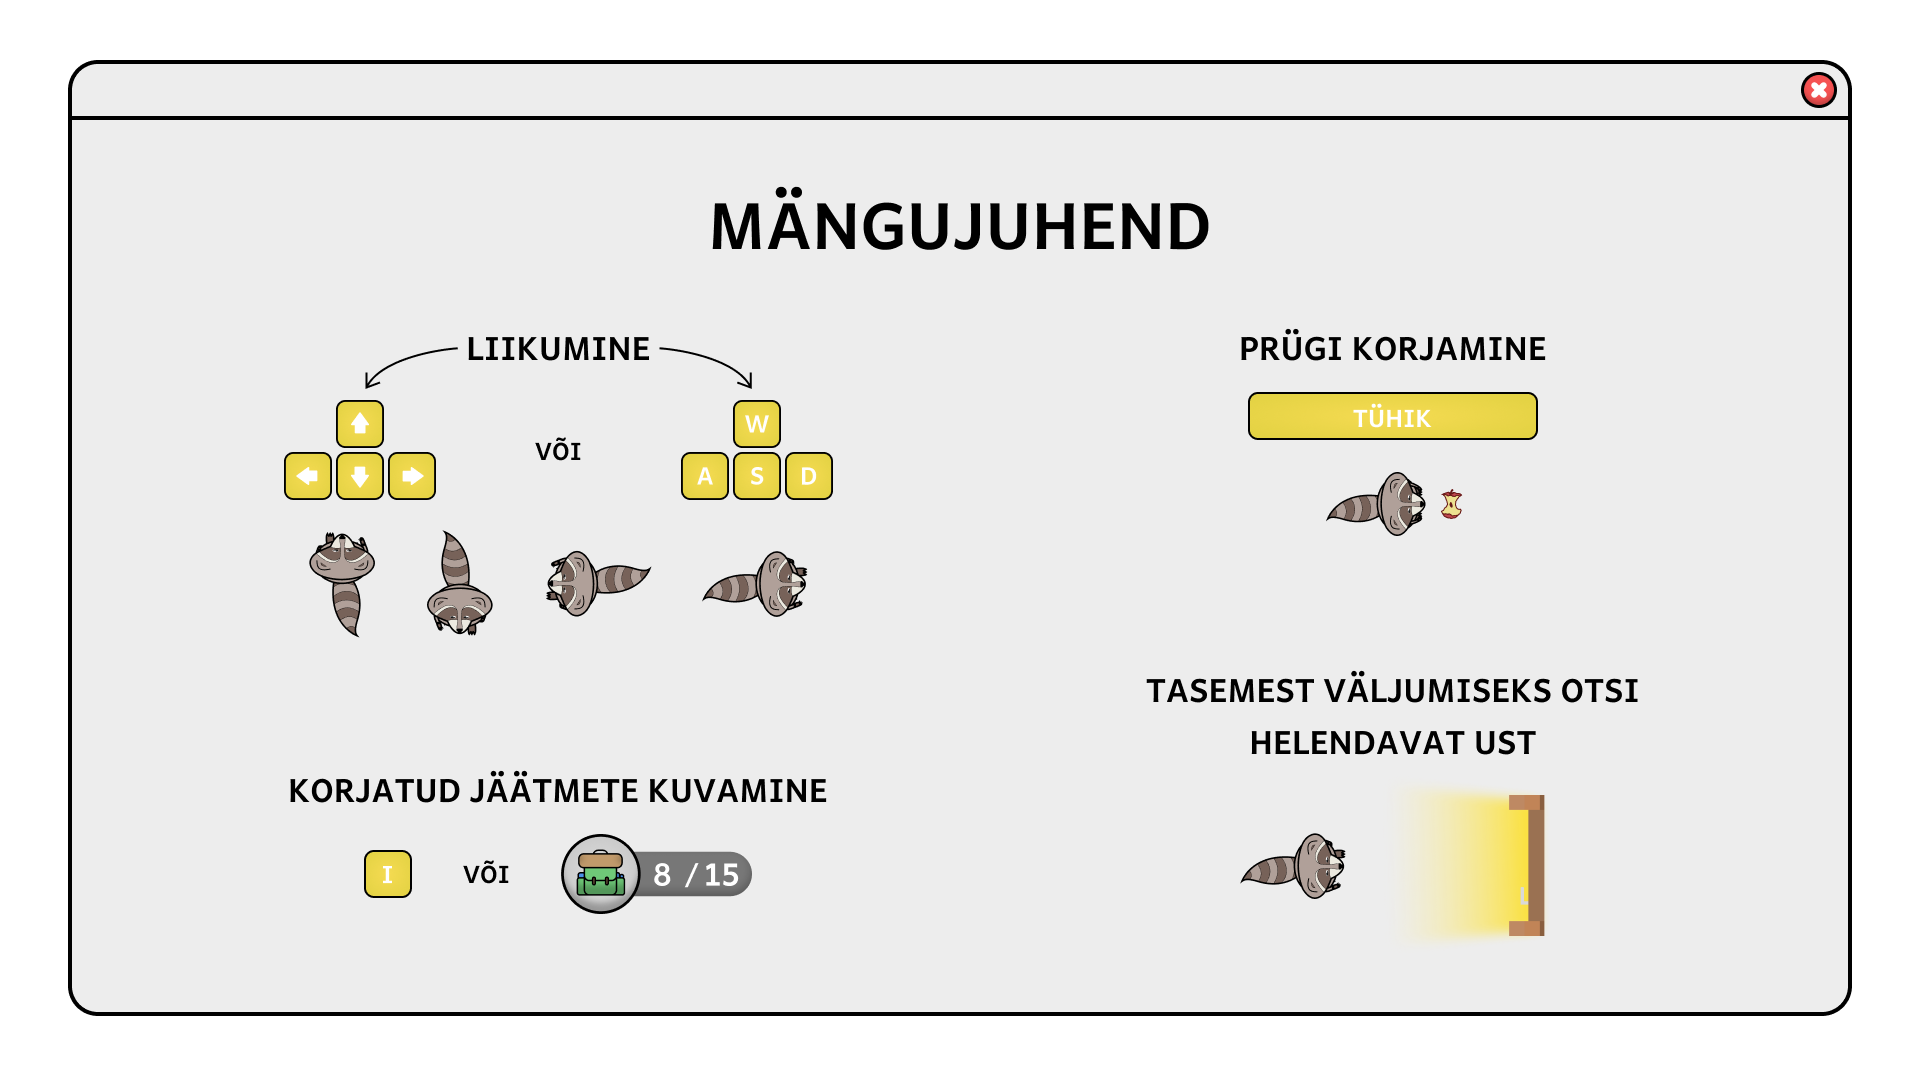 MÄNGUJUHEND
LIIKUMINE
W
VÕI
A S D
KORJATUD JÄÄTMETE KUVAMINE
I VÕI 8 / 15
PRÜGI KORJAMINE
TÜHIK
TASEMEST VÄLJUMISEKS OTSI
HELENDAVAT UST